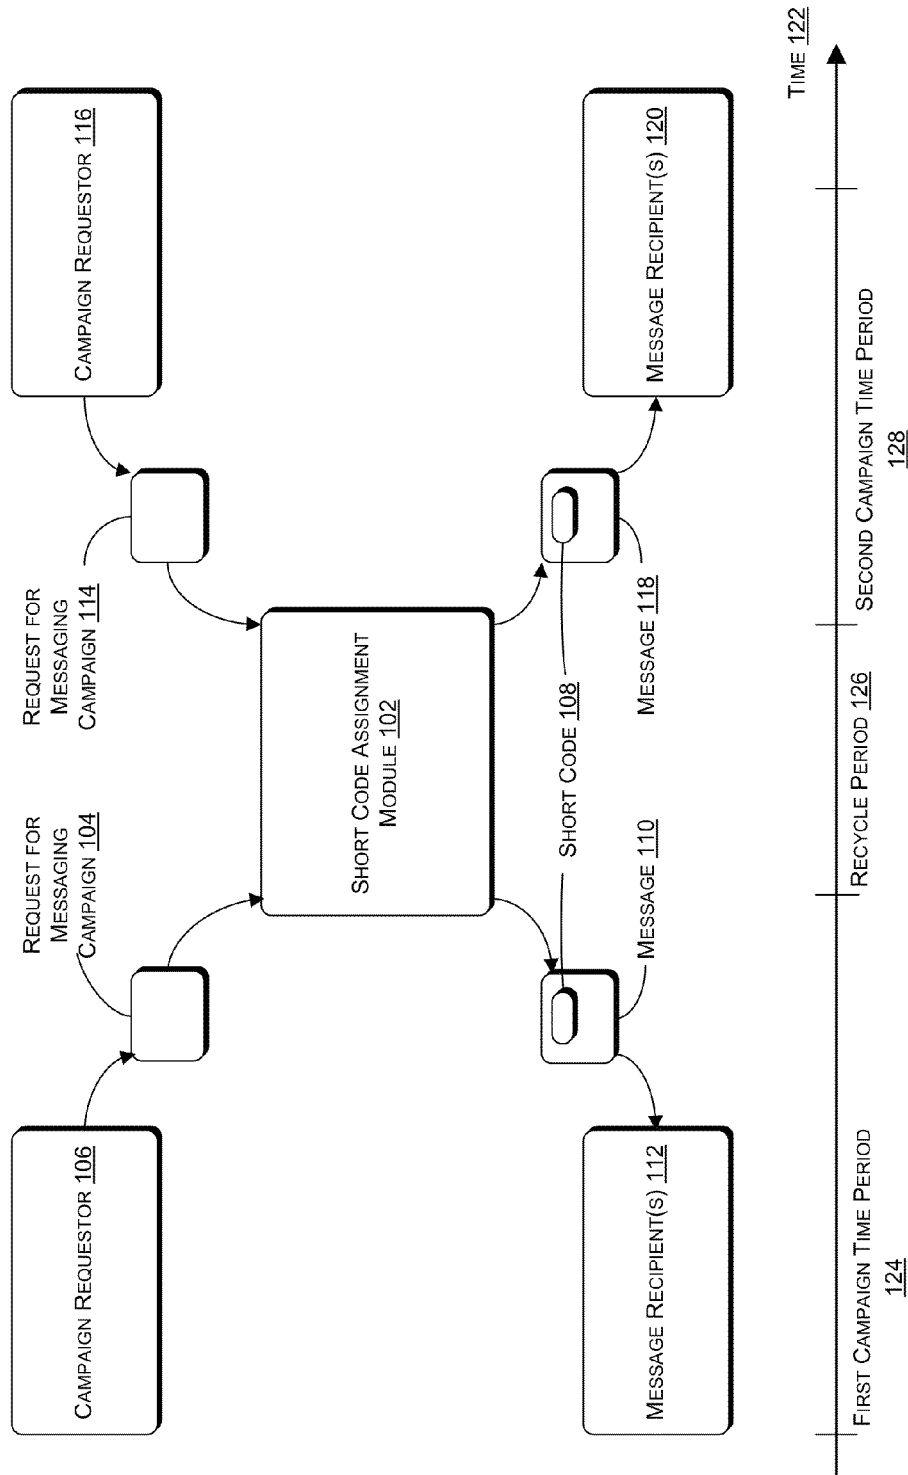 CAMPAIGN REQUESTOR 106
REQUEST FOR
MESSAGING
CAMPAIGN 104
REQUEST FOR
MESSAGING
CAMPAIGN 114
CAMPAIGN REQUESTOR 116
SHORT CODE ASSIGNMENT
MODULE 102
SHORT CODE 108
MESSAGE RECIPIENT(S) 112
MESSAGE 110
MESSAGE 118
MESSAGE RECIPIENT(S) 120
TIME 122
FIRST CAMPAIGN TIME PERIOD
124
RECYCLE PERIOD 126
SECOND CAMPAIGN TIME PERIOD
128